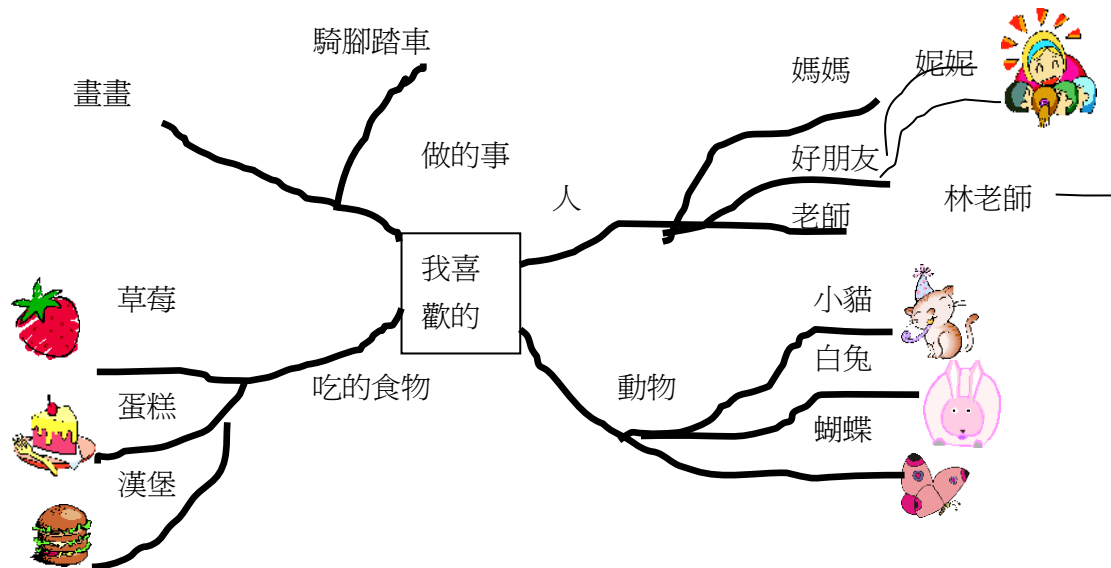 騎腳踏車
畫畫
做的事
媽媽
妮妮
好朋友
人
老師
林老師
我喜
歡的
草莓
蛋糕
漢堡
吃的食物
動物
小貓
白兔
蝴蝶